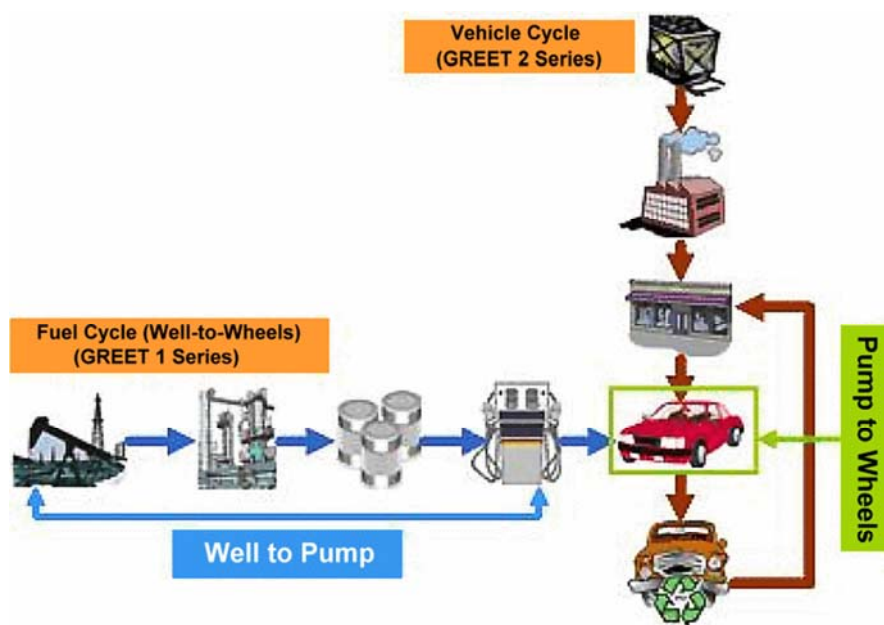 Vehicle Cycle
(GREET 2 Series)
Fuel Cycle (Well-to-Wheels)
(GREET 1 Series)
Well to Pump
Pump to Wheels